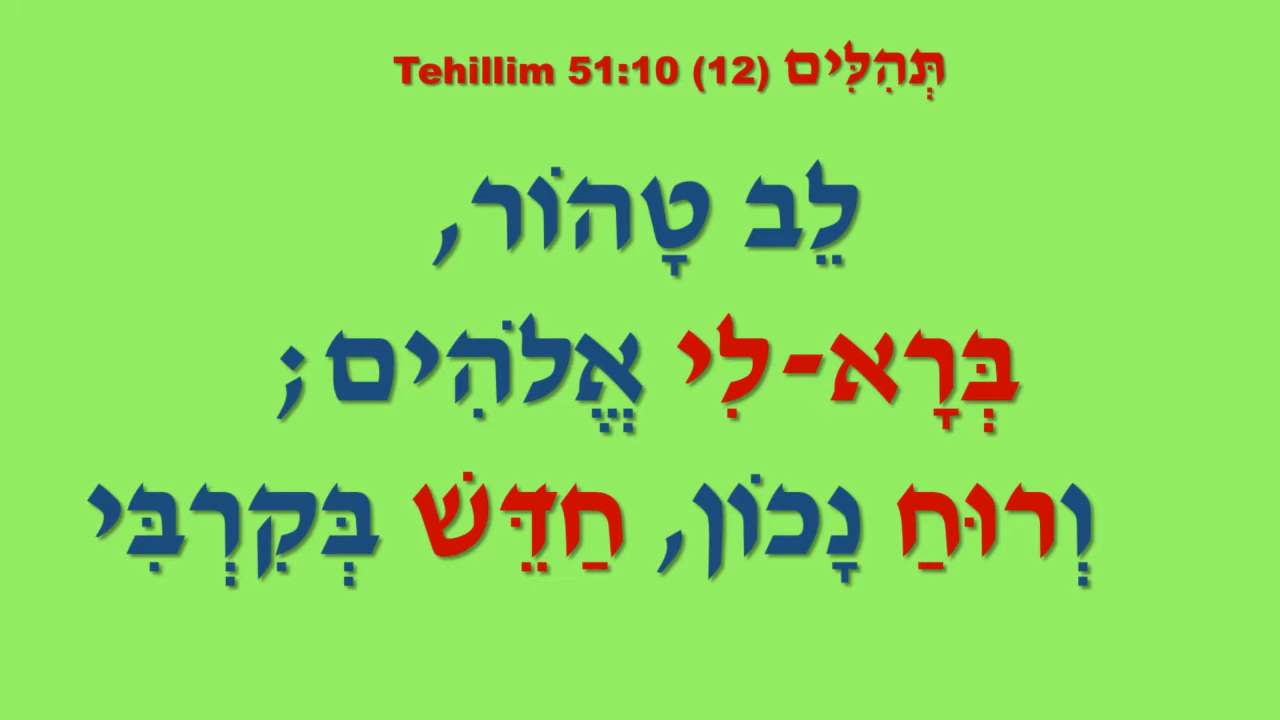 Tehillim 51:10 (12) תְּהִלִּים
לֵב טָהוֹר,
בְּרָא-לִי אֱלֹהִים;
וְרוּחַ נָכוֹן, חַדֵּשׁ בְּקִרְבִּי